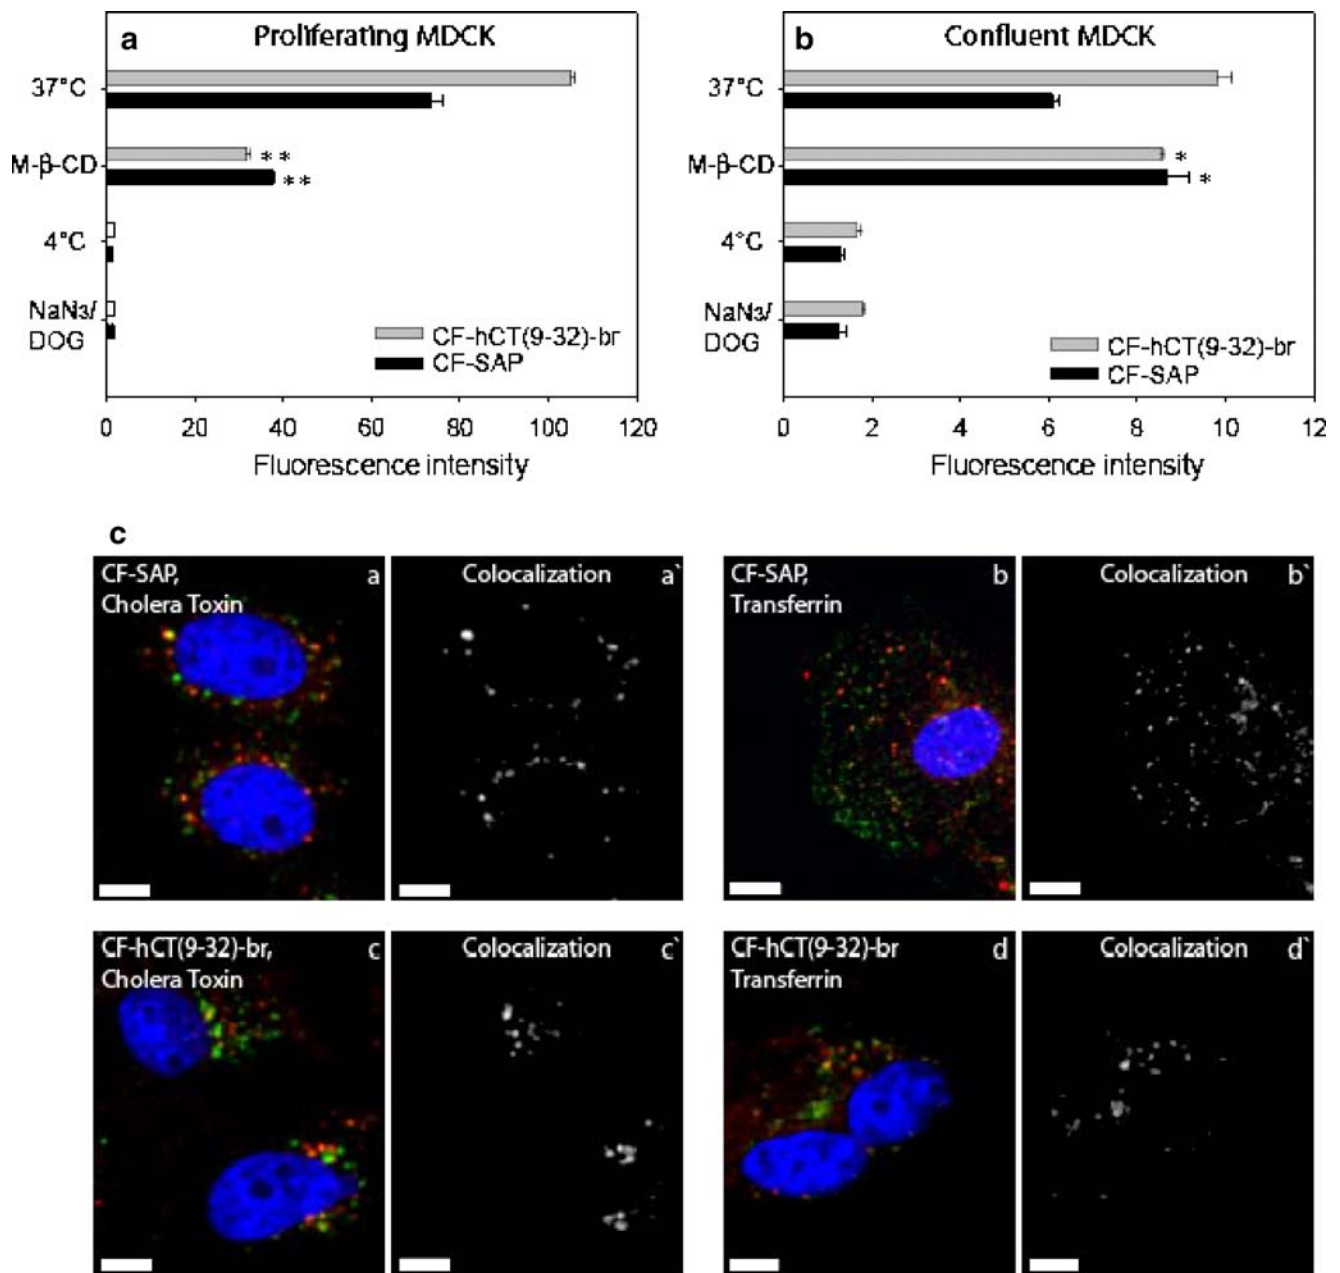 a
Proliferating MDCK
37°C
M-β-CD
4°C
NaN3/
DOG
**
**
CF-hCT(9-32)-br
CF-SAP
0 20 40 60 80 100 120
Fluorescence intensity
b
Confluent MDCK
37°C
M-β-CD
4°C
NaN3/
DOG
*
*
CF-hCT(9-32)-br
CF-SAP
0 2 4 6 8 10 12
Fluorescence intensity
c
CF-SAP, a
Cholera Toxin
Colocalization a`
CF-SAP, b
Transferrin
Colocalization b`
CF-hCT(9-32)-br, c
Cholera Toxin
Colocalization c`
CF-hCT(9-32)-br d
Transferrin
Colocalization d`